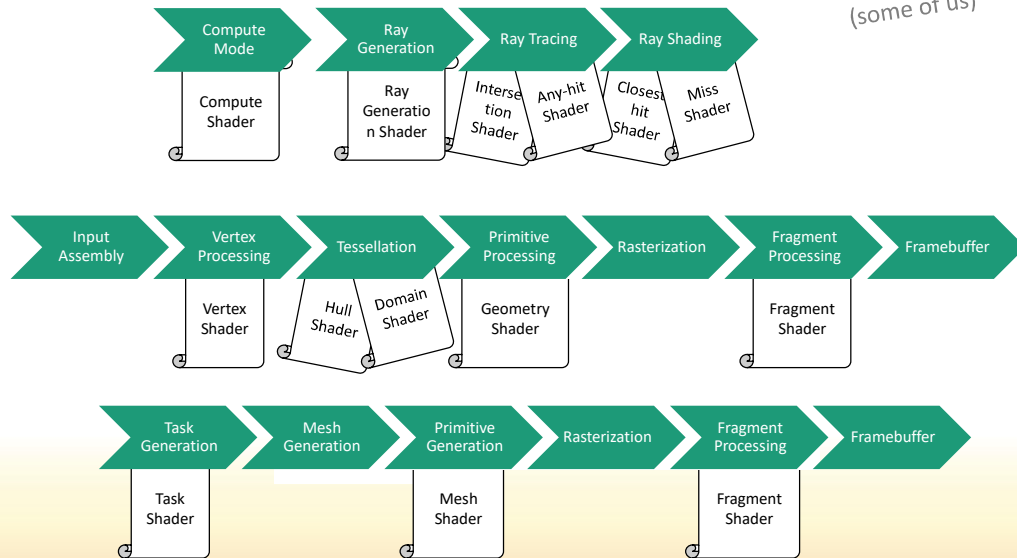 (some of us)
Compute
Mode
Ray
Generation
Ray Tracing
Ray Shading
Compute
Shader
Ray
Generatio
n Shader
Interse
tion
Shader
Any-hit
Shader
Closest
hit
Shader
Miss
Shader
Input
Assembly
Vertex
Processing
Tessellation
Primitive
Processing
Rasterization
Fragment
Processing
Framebuffer
Vertex
Shader
Hull
Shader
Domain
Shader
Geometry
Shader
Fragment
Shader
Task
Generation
Mesh
Generation
Primitive
Generation
Rasterization
Fragment
Processing
Framebuffer
Task
Shader
Mesh
Shader
Fragment
Shader